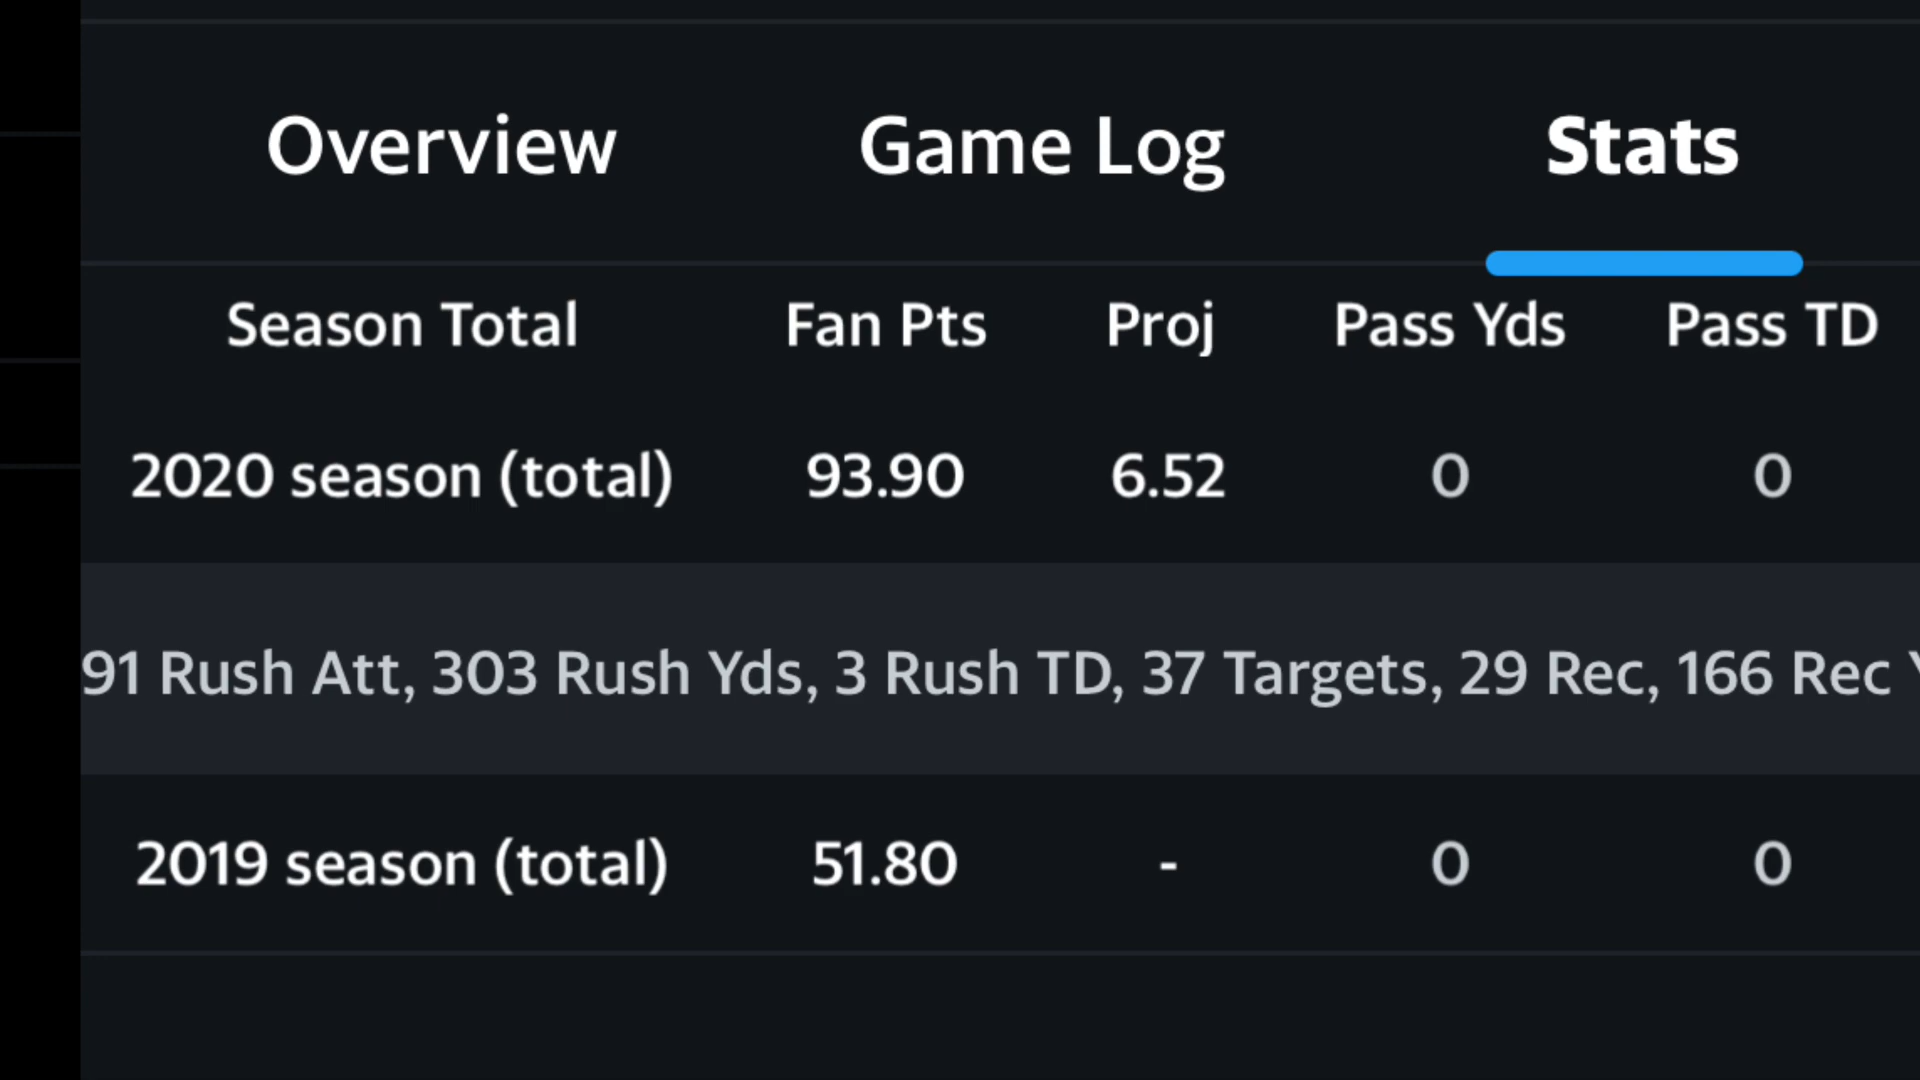 Overview Game Log Stats
Season Total Fan Pts Proj Pass Yds Pass TD
2020 season (total) 93.90 6.52 0 0
91 Rush Att, 303 Rush Yds, 3 Rush TD, 37 Targets, 29 Rec, 166 Rec
2019 season (total) 51.80 - 0 0